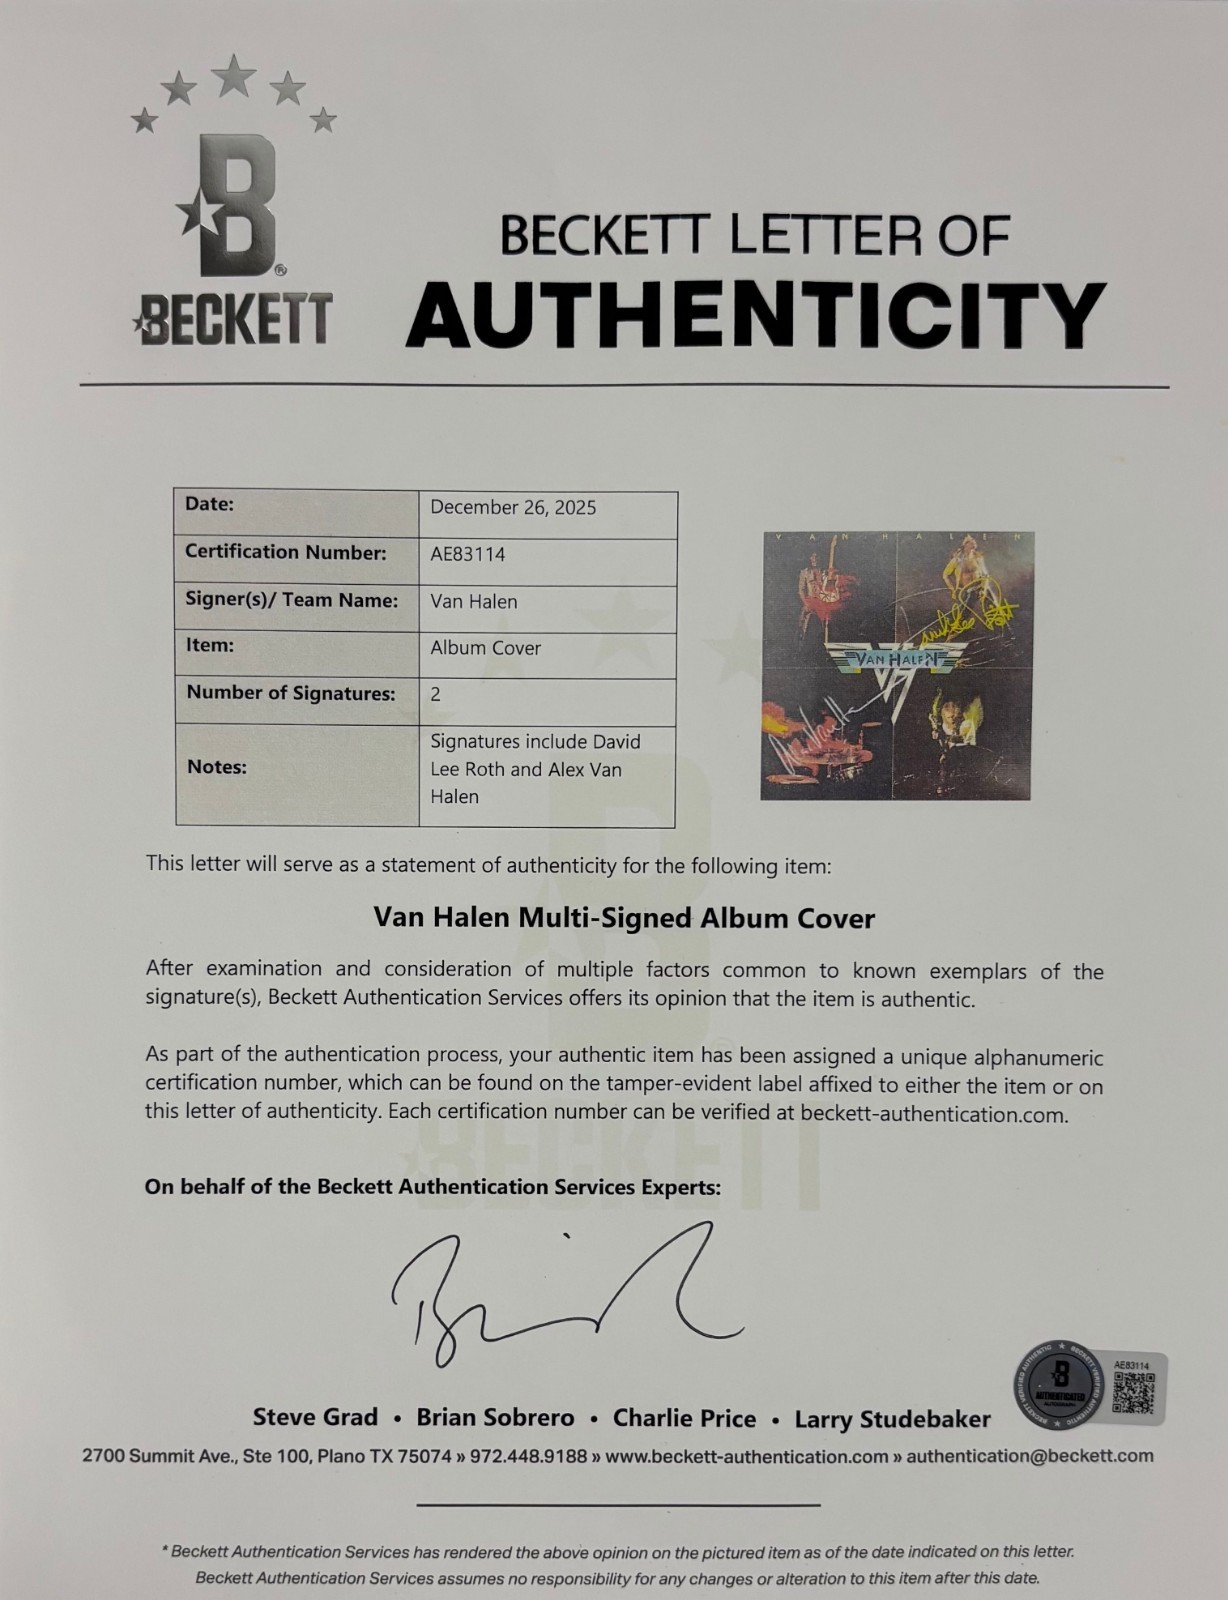 BECKETT
BECKETT LETTER OF
AUTHENTICITY
Date: December 26, 2025
Certification Number: AE83114
Signer(s)/ Team Name: Van Halen
Item: Album Cover
Number of Signatures: 2
Notes: Signatures include David
Lee Roth and Alex Van
Halen
VAN HALEN
VAN HALEN
This letter will serve as a statement of authenticity for the following item:
Van Halen Multi-Signed Album Cover
After examination and consideration of multiple factors common to known exemplars of the
signature(s), Beckett Authentication Services offers its opinion that the item is authentic.
As part of the authentication process, your authentic item has been assigned a unique alphanumeric
certification number, which can be found on the tamper-evident label affixed to either the item or on
this letter of authenticity. Each certification number can be verified at beckett-authentication.com.
BECKETT
On behalf of the Beckett Authentication Services Experts:
AE83114
B
AUTHENTICATED
Steve Grad • Brian Sobrero • Charlie Price • Larry Studebaker
2700 Summit Ave., Ste 100, Plano TX 75074 » 972.448.9188 » www.beckett-authentication.com » authentication@beckett.com
* Beckett Authentication Services has rendered the above opinion on the pictured item as of the date indicated on this letter.
Beckett Authentication Services assumes no responsibility for any changes or alteration to this item after this date.